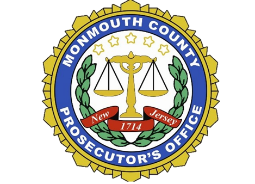 MONMOUTH COUNTY
New Jersey
1714
PROSECUTOR'S OFFICE